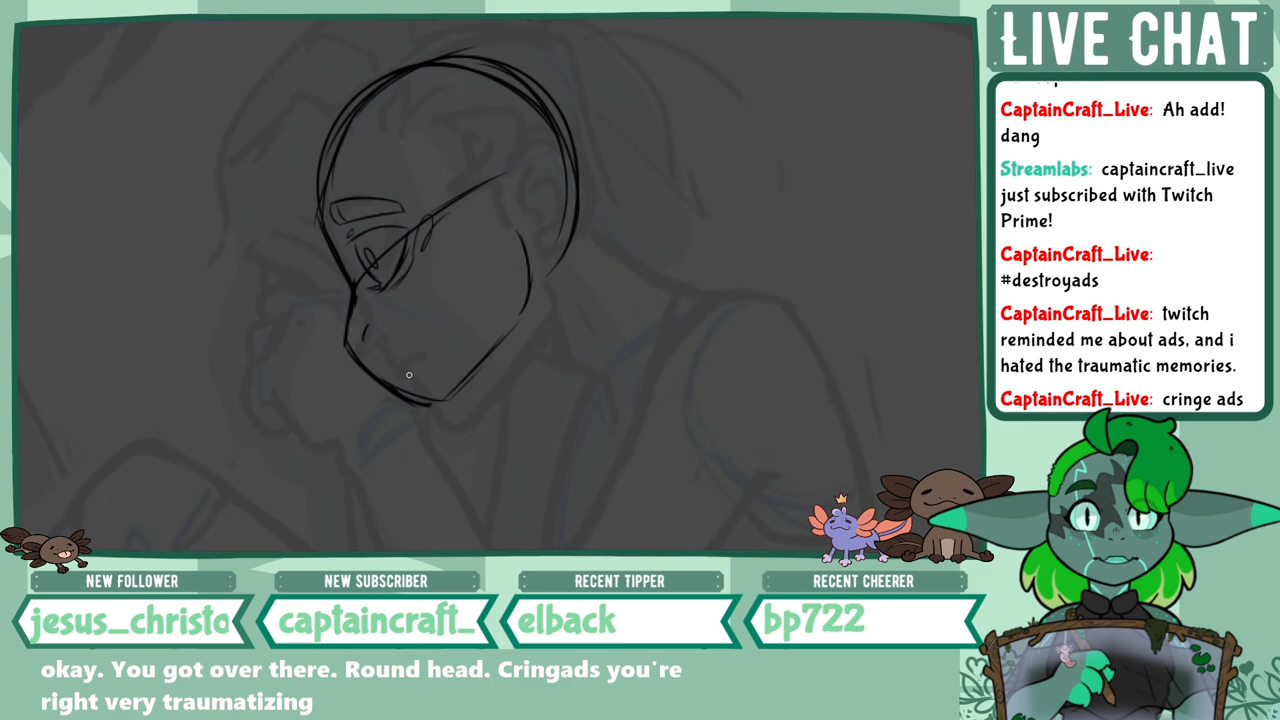 LIVE CHAT
CaptainCraft_Live: Ah add!
dang
Streamlabs: captaincraft_live
just subscribed with Twitch
Prime!
CaptainCraft_Live:
#destroyads
CaptainCraft_Live: twitch
reminded me about ads, and i
hated the traumatic memories.
CaptainCraft_Live: cringe ads
NEW FOLLOWER
NEW SUBSCRIBER
RECENT TIPPER
RECENT CHEERER
jesus_christo
captaincraft_
elback
bp722
okay. You got over there. Round head. Cringads you're
right very traumatizing